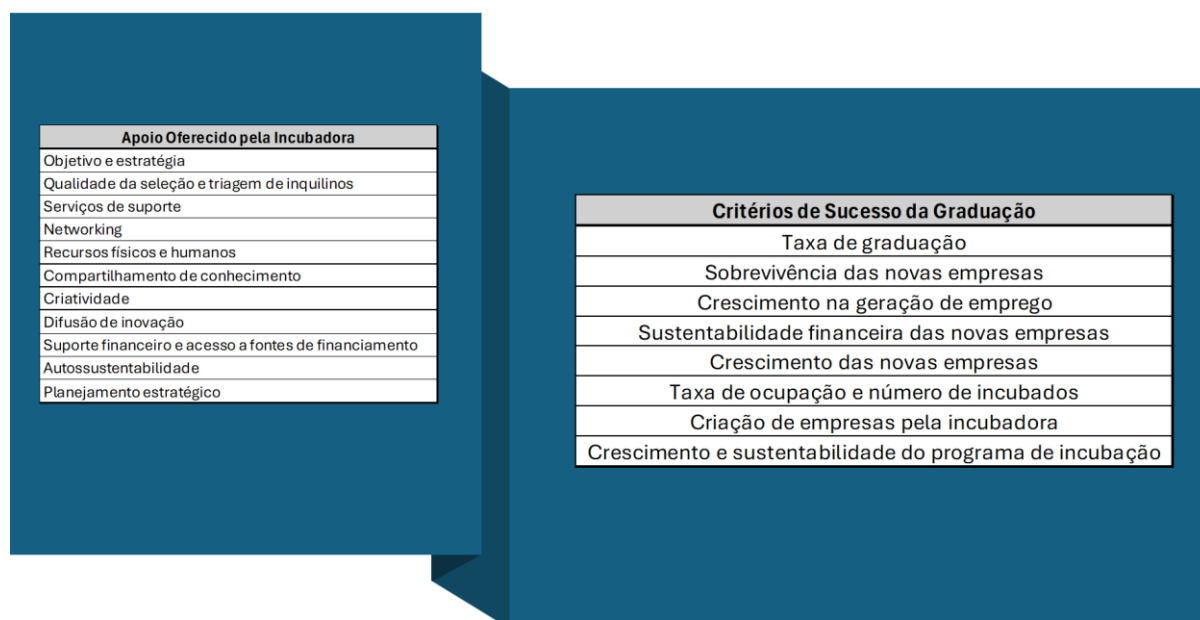 Apoio Oferecido pela Incubadora
Objetivo e estratégia
Qualidade da seleção e triagem de inquilinos
Serviços de suporte
Networking
Recursos físicos e humanos
Compartilhamento de conhecimento
Criatividade
Difusão de inovação
Suporte financeiro e acesso a fontes de financiamento
Autossustentabilidade
Planejamento estratégico
Critérios de Sucesso da Graduação
Taxa de graduação
Sobrevivência das novas empresas
Crescimento na geração de emprego
Sustentabilidade financeira das novas empresas
Crescimento das novas empresas
Taxa de ocupação e número de incubados
Criação de empresas pela incubadora
Crescimento e sustentabilidade do programa de incubação